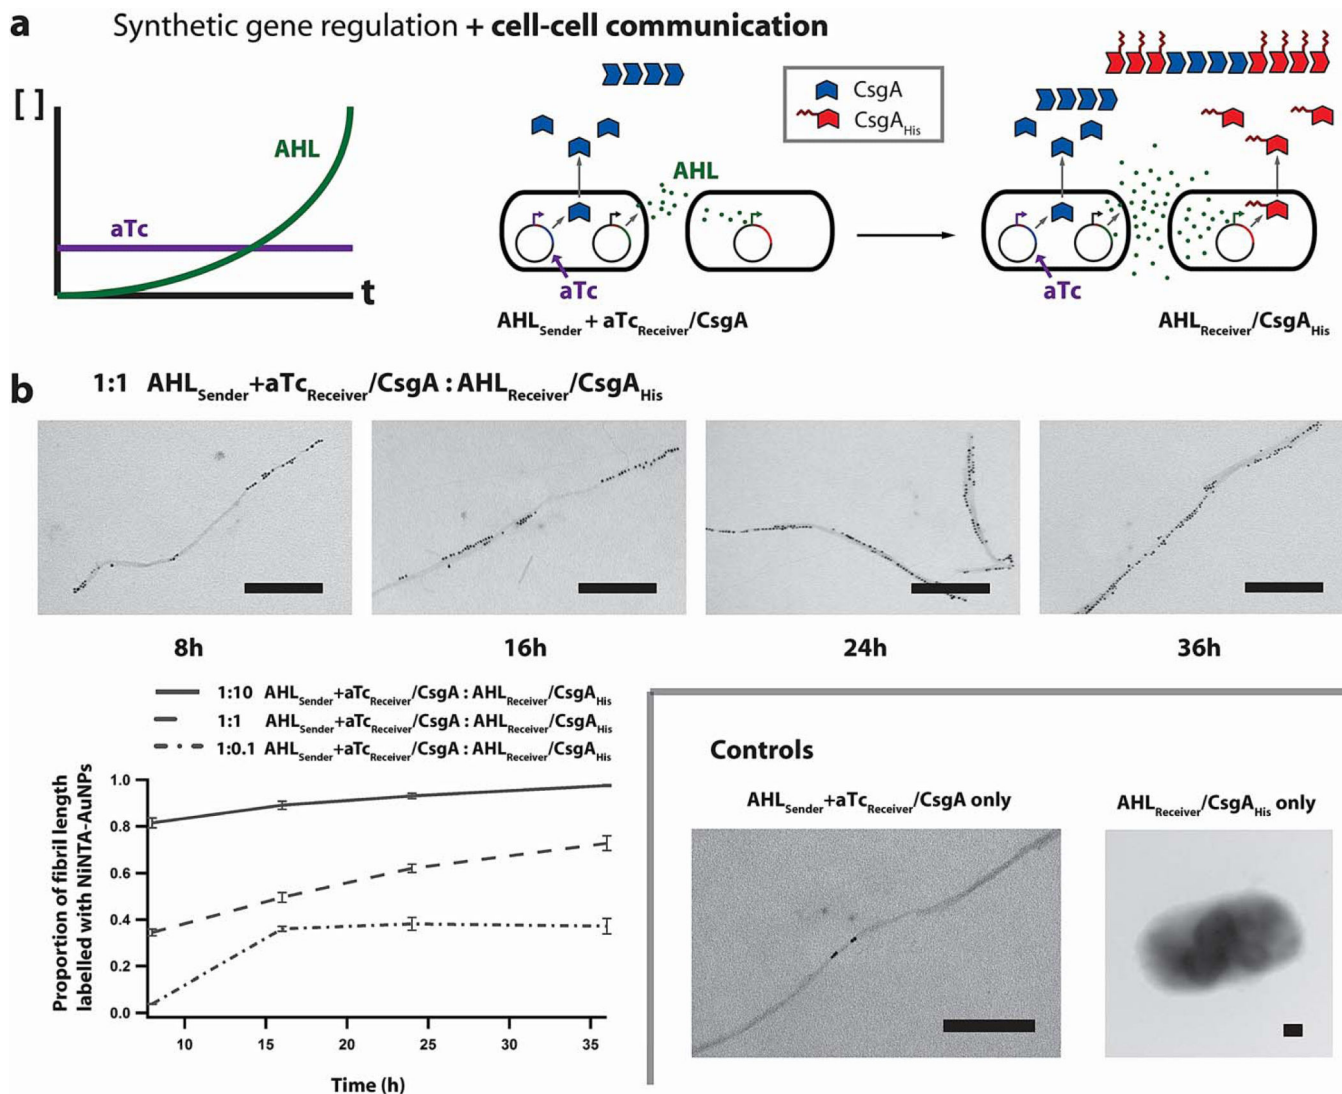 a Synthetic gene regulation + cell-cell communication
[ ]
AHL
aTc
t
CsgA
CsgAHis
AHL
aTc
AHLSender + aTcReceiver/CsgA
aTc
AHLReceiver/CsgAHis
b 1:1 AHLSender+aTcReceiver/CsgA : AHLReceiver/CsgAHis
8h 16h 24h 36h
1:10 AHLSender+aTcReceiver/CsgA : AHLReceiver/CsgAHis
1:1 AHLSender+aTcReceiver/CsgA : AHLReceiver/CsgAHis
1:0.1 AHLSender+aTcReceiver/CsgA : AHLReceiver/CsgAHis
Proportion of fibril length
labelled with NiNTA-AuNPs
1.0
0.8
0.6
0.4
0.2
0.0
10 15 20 25 30 35
Time (h)
Controls
AHLSender+aTcReceiver/CsgA only
AHLReceiver/CsgAHis only